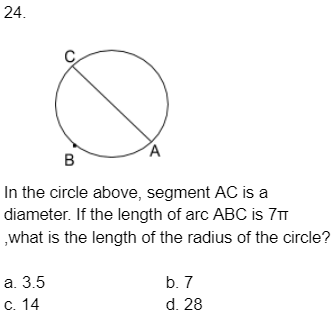 24.
C
A
B
In the circle above, segment AC is a
diameter. If the length of arc ABC is 7π
,what is the length of the radius of the circle?
a. 3.5 b. 7
c. 14 d. 28